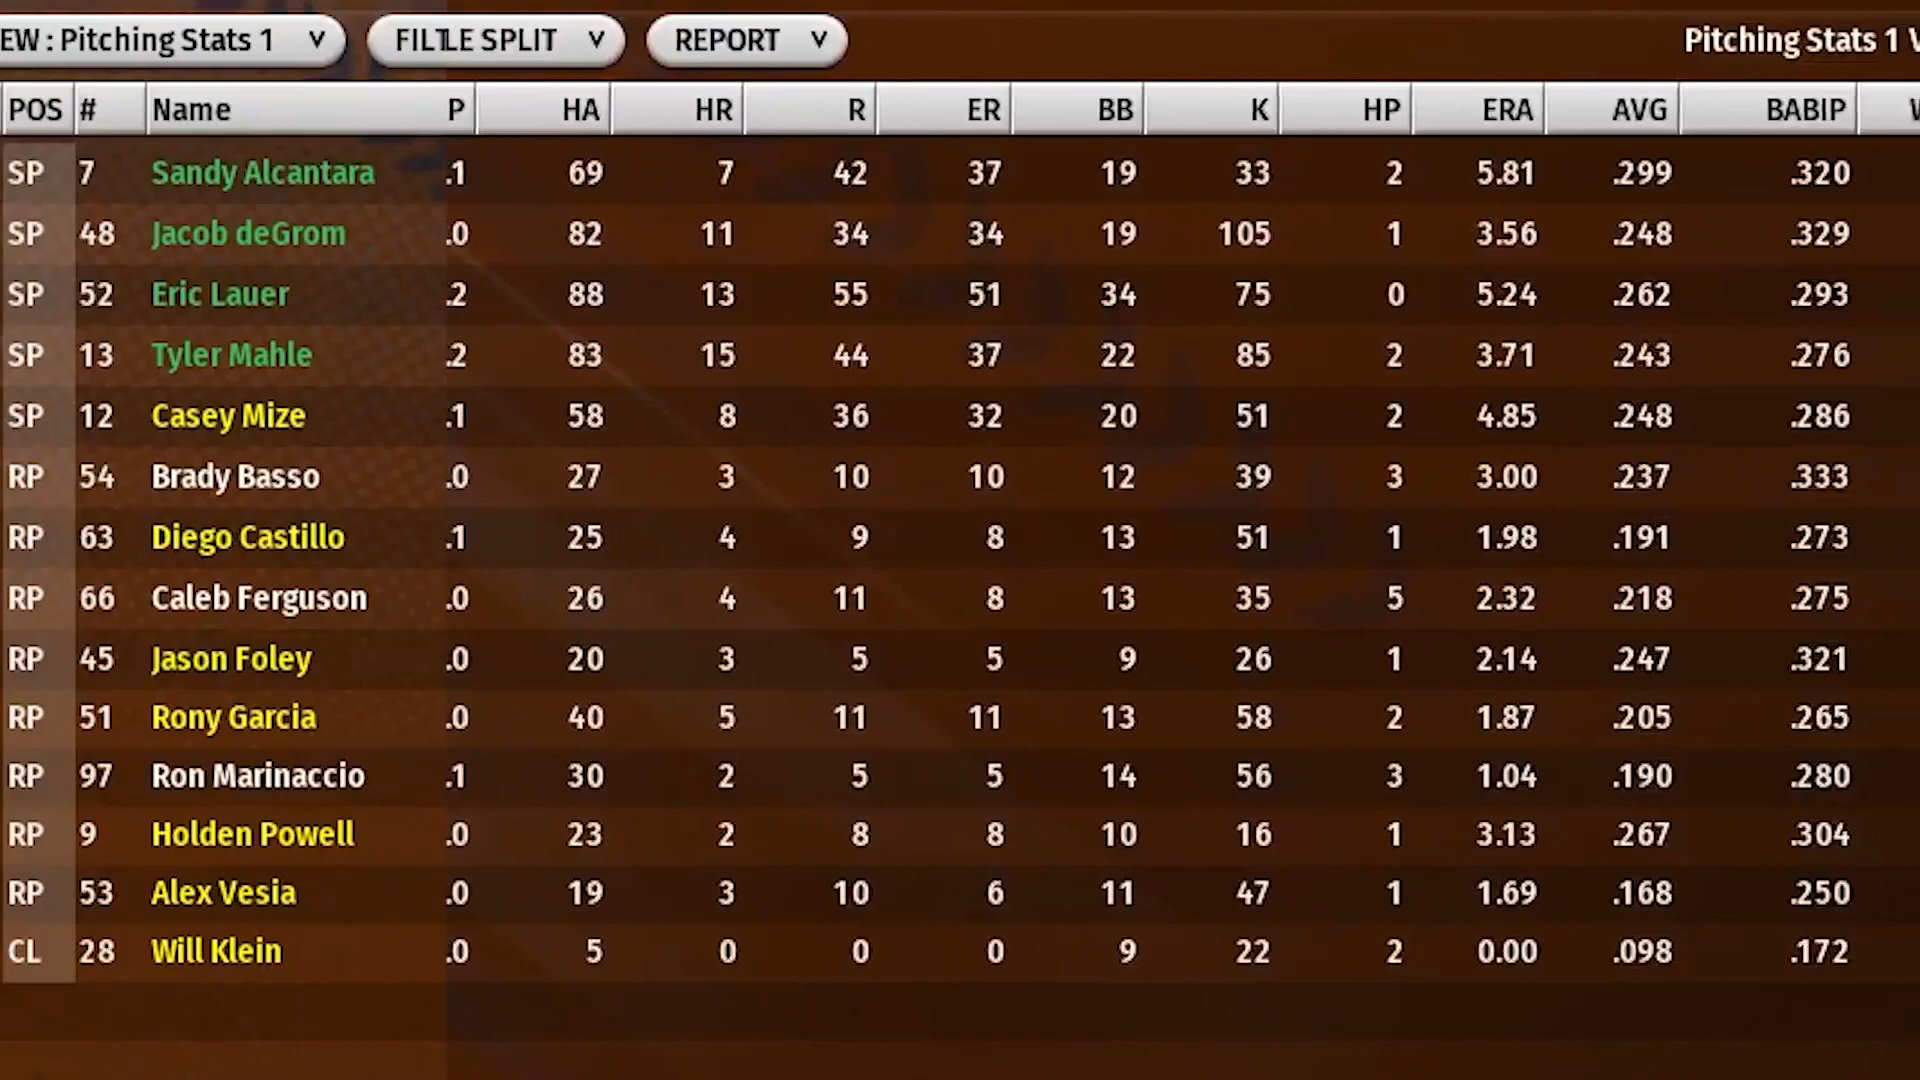 EW : Pitching Stats 1 v FILTLE SPLIT v REPORT v Pitching Stats 1
POS # Name P HA HR R ER BB K HP ERA AVG BABIP
SP 7 Sandy Alcantara .1 69 7 42 37 19 33 2 5.81 .299 .320
SP 48 Jacob deGrom .0 82 11 34 34 19 105 1 3.56 .248 .329
SP 52 Eric Lauer .2 88 13 55 51 34 75 0 5.24 .262 .293
SP 13 Tyler Mahle .2 83 15 44 37 22 85 2 3.71 .243 .276
SP 12 Casey Mize .1 58 8 36 32 20 51 2 4.85 .248 .286
RP 54 Brady Basso .0 27 3 10 10 12 39 3 3.00 .237 .333
RP 63 Diego Castillo .1 25 4 9 8 13 51 1 1.98 .191 .273
RP 66 Caleb Ferguson .0 26 4 11 8 13 35 5 2.32 .218 .275
RP 45 Jason Foley .0 20 3 5 5 9 26 1 2.14 .247 .321
RP 51 Rony Garcia .0 40 5 11 11 13 58 2 1.87 .205 .265
RP 97 Ron Marinaccio .1 30 2 5 5 14 56 3 1.04 .190 .280
RP 9 Holden Powell .0 23 2 8 8 10 16 1 3.13 .267 .304
RP 53 Alex Vesia .0 19 3 10 6 11 47 1 1.69 .168 .250
CL 28 Will Klein .0 5 0 0 0 9 22 2 0.00 .098 .172